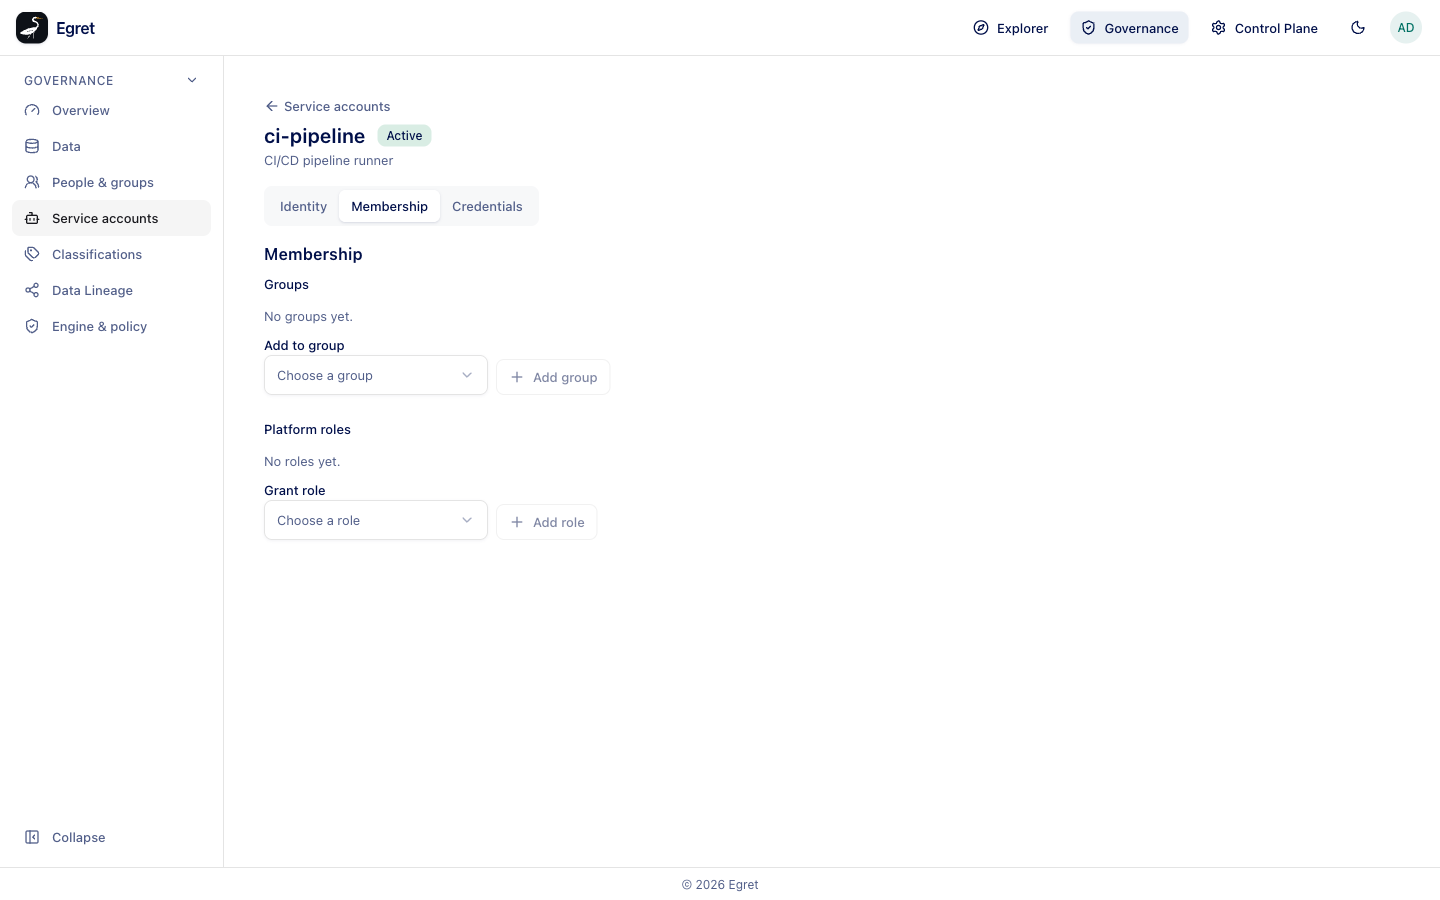 Egret
Explorer
Governance
Control Plane
AD
GOVERNANCE
Overview
Data
People & groups
Service accounts
Classifications
Data Lineage
Engine & policy
Collapse
Service accounts
ci-pipeline
Active
CI/CD pipeline runner
Identity
Membership
Credentials
Membership
Groups
No groups yet.
Add to group
Choose a group
Add group
Platform roles
No roles yet.
Grant role
Choose a role
Add role
© 2026 Egret